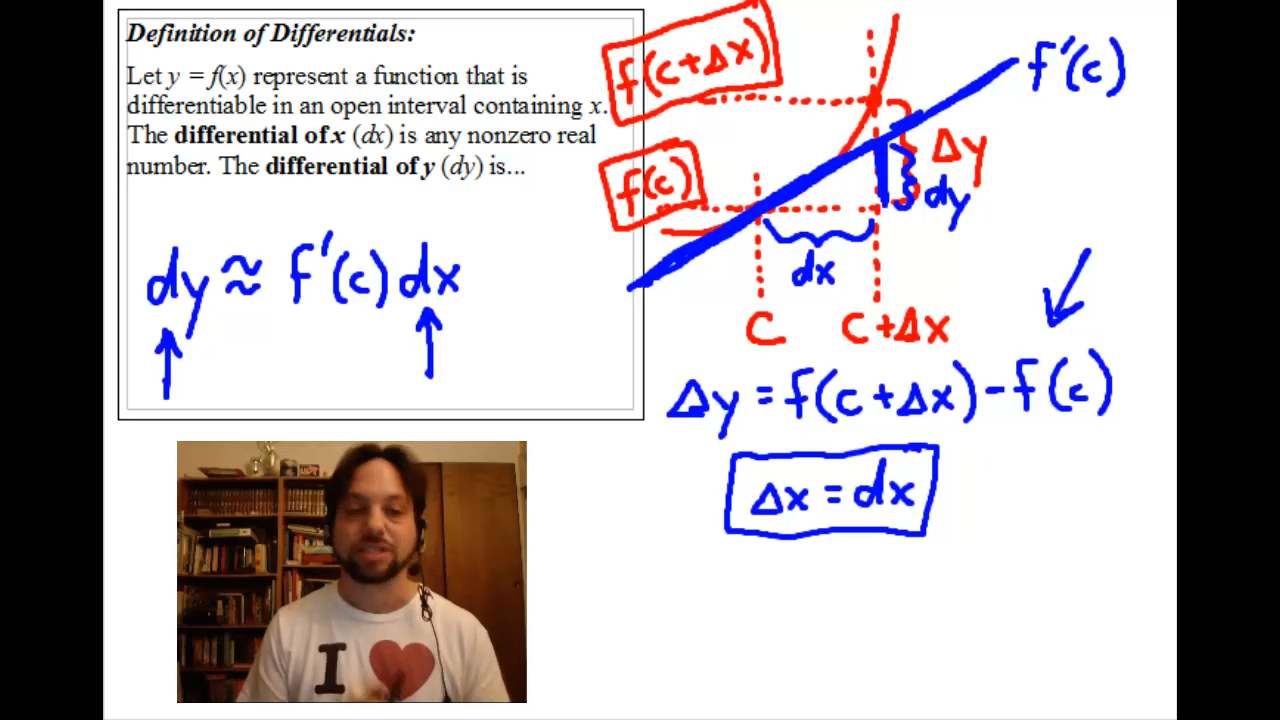 Definition of Differentials:
Let y = f(x) represent a function that is
differentiable in an open interval containing x.
The differential of x (dx) is any nonzero real
number. The differential of y (dy) is...
dy ≈ f'(c) dx
f(c+Δx)
f'(c)
Δy
f(c)
dy
dx
C
C+Δx
Δy = f(c+Δx) - f(c)
Δx = dx
I